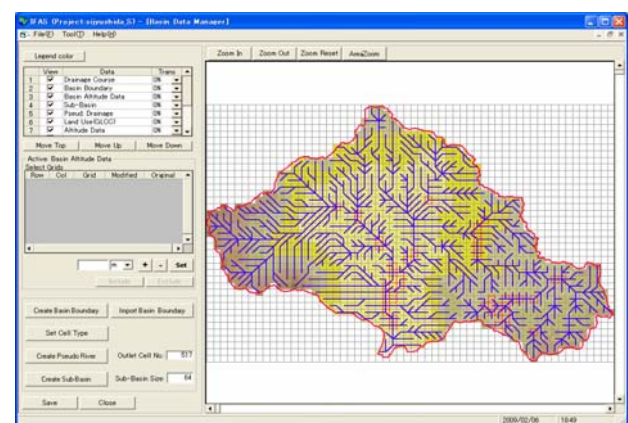 IFAS (Project:sijyushida_S) - [Basin Data Manager]
File(F) Tool(T) Help(H)
Legend color
Zoom In Zoom Out Zoom Reset AreaZoom
View Data Trans
1 Drainage Course ON
2 Basin Boundary ON
3 Basin Altitude Data ON
4 Sub-Basin ON
5 Pseud. Drainage ON
6 Land Use(GLCC) ON
7 Altitude Data ON
Move Top Move Up Move Down
Active: Basin Altitude Data
Select Grids
Row Col Grid Modified Original
m + - Set
Include Exclude
Create Basin Boundary Import Basin Boundary
Set Cell Type
Create Pseudo River Outlet Cell No. 517
Create Sub-Basin Sub-Basin Size 64
Save Close
2009/02/06 18:49